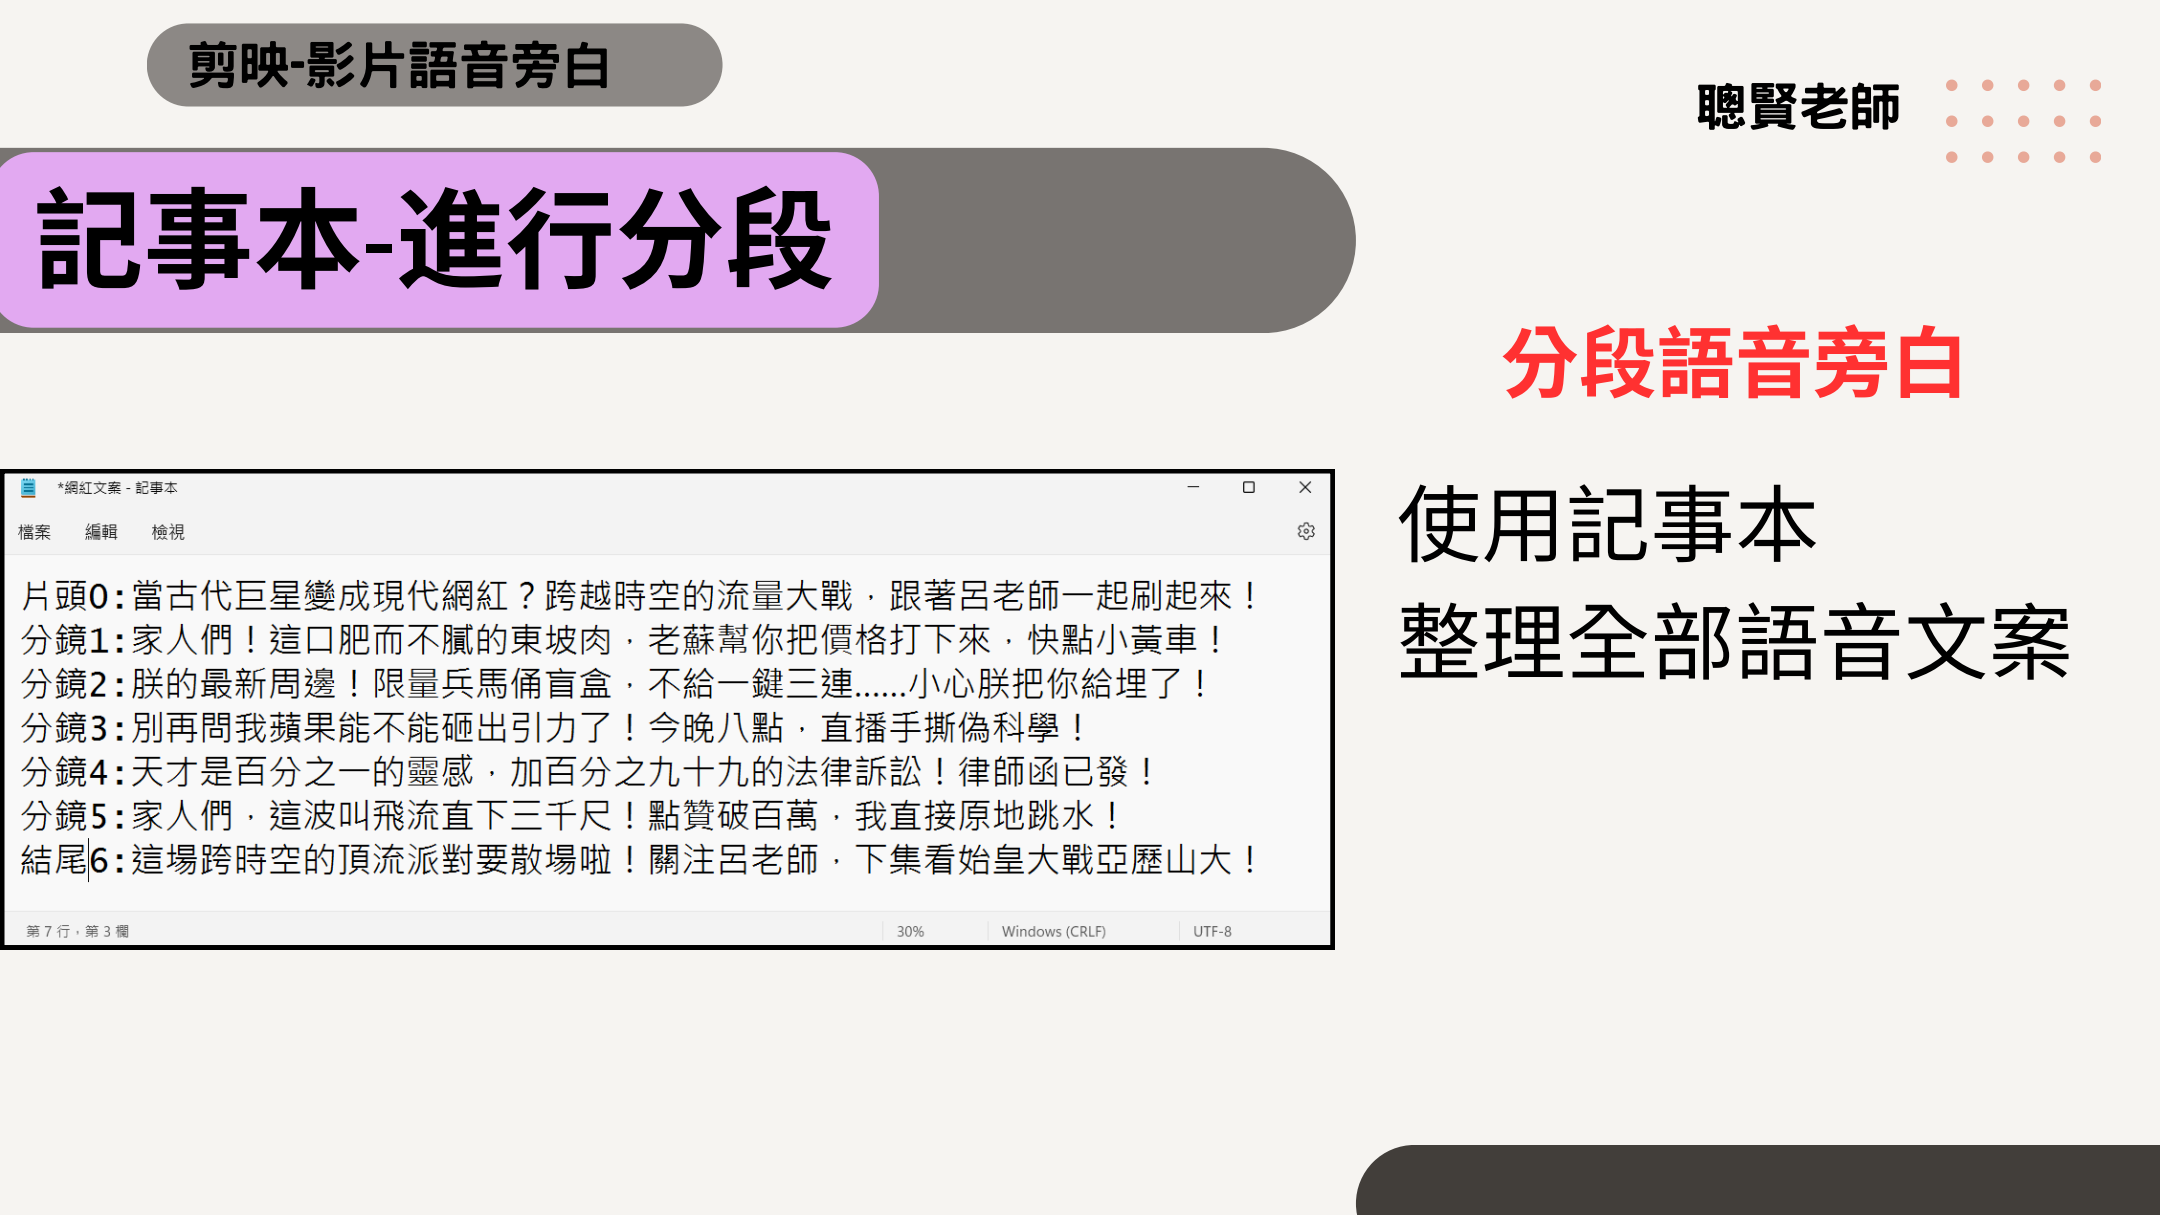 剪映-影片語音旁白
聰賢老師
記事本-進行分段
分段語音旁白
使用記事本
整理全部語音文案
*網紅文案 - 記事本
檔案 編輯 檢視
片頭0:當古代巨星變成現代網紅？跨越時空的流量大戰，跟著呂老師一起刷起來！
分鏡1:家人們！這口肥而不膩的東坡肉，老蘇幫你把價格打下來，快點小黃車！
分鏡2:朕的最新周邊！限量兵馬俑盲盒，不給一鍵三連......小心朕把你給埋了！
分鏡3:別再問我蘋果能不能砸出引力了！今晚八點，直播手撕偽科學！
分鏡4:天才是百分之一的靈感，加百分之九十九的法律訴訟！律師函已發！
分鏡5:家人們，這波叫飛流直下三千尺！點贊破百萬，我直接原地跳水！
結尾6:這場跨時空的頂流派對要散場啦！關注呂老師，下集看始皇大戰亞歷山大！
第 7 行，第 3 欄 30% Windows (CRLF) UTF-8